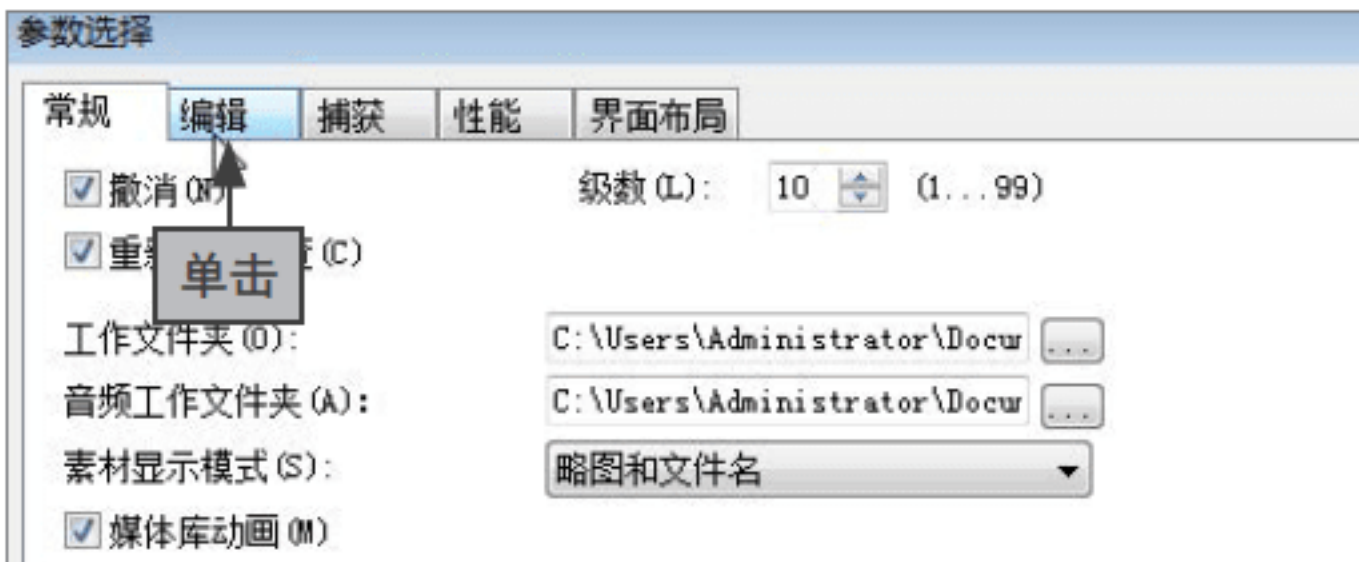 参数选择
常规 编辑 捕获 性能 界面布局
撤消(N) 级数(L): 10 (1...99)
重 (C)
单击
工作文件夹(O):  C:\Users\Administrator\Docum ...
音频工作文件夹(A): C:\Users\Administrator\Docum ...
素材显示模式(S): 略图和文件名
媒体库动画(M)